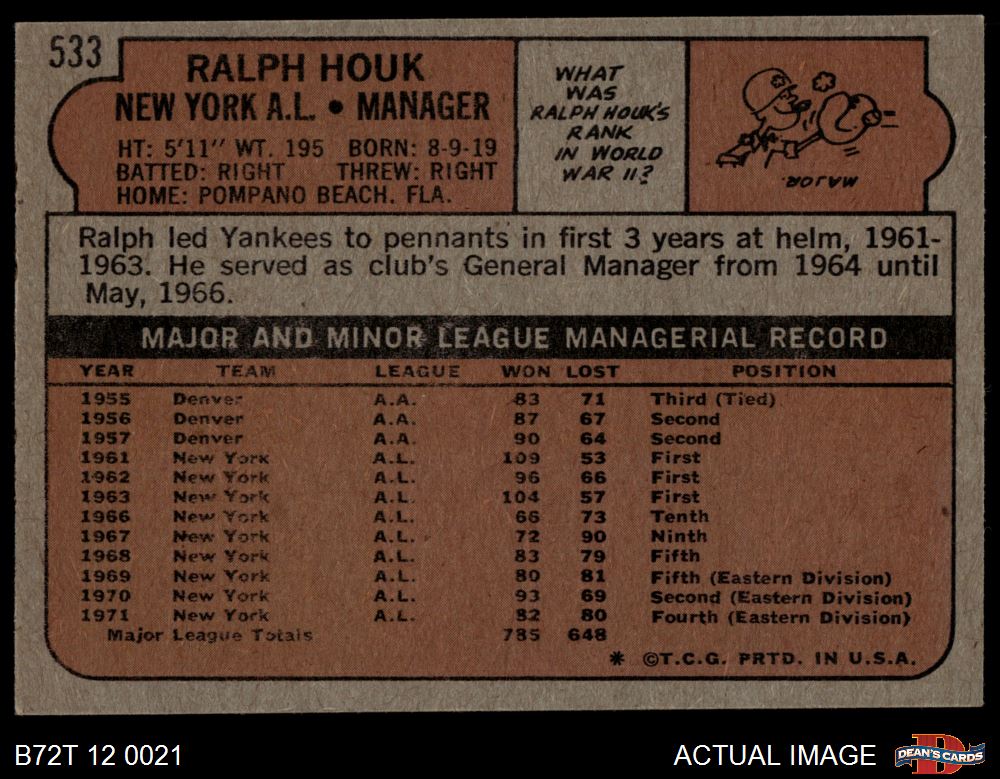 533
RALPH HOUK
NEW YORK A.L. • MANAGER
HT: 5'11" WT. 195 BORN: 8-9-19
BATTED: RIGHT THREW: RIGHT
HOME: POMPANO BEACH, FLA.
WHAT
WAS
RALPH HOUK'S
RANK
IN WORLD
WAR II?
MAJOR.
Ralph led Yankees to pennants in first 3 years at helm, 1961-
1963. He served as club's General Manager from 1964 until
May, 1966.
MAJOR AND MINOR LEAGUE MANAGERIAL RECORD
YEAR TEAM LEAGUE WON LOST POSITION
1955 Denver A.A. 83 71 Third (Tied)
1956 Denver A.A. 87 67 Second
1957 Denver A.A. 90 64 Second
1961 New York A.L. 109 53 First
1962 New York A.L. 96 66 First
1963 New York A.L. 104 57 First
1966 New York A.L. 66 73 Tenth
1967 New York A.L. 72 90 Ninth
1968 New York A.L. 83 79 Fifth
1969 New York A.L. 80 81 Fifth (Eastern Division)
1970 New York A.L. 93 69 Second (Eastern Division)
1971 New York A.L. 82 80 Fourth (Eastern Division)
Major League Totals 785 648
* ©T.C.G. PRTD. IN U.S.A.
B72T 12 0021
ACTUAL IMAGE
DEAN'S CARDS